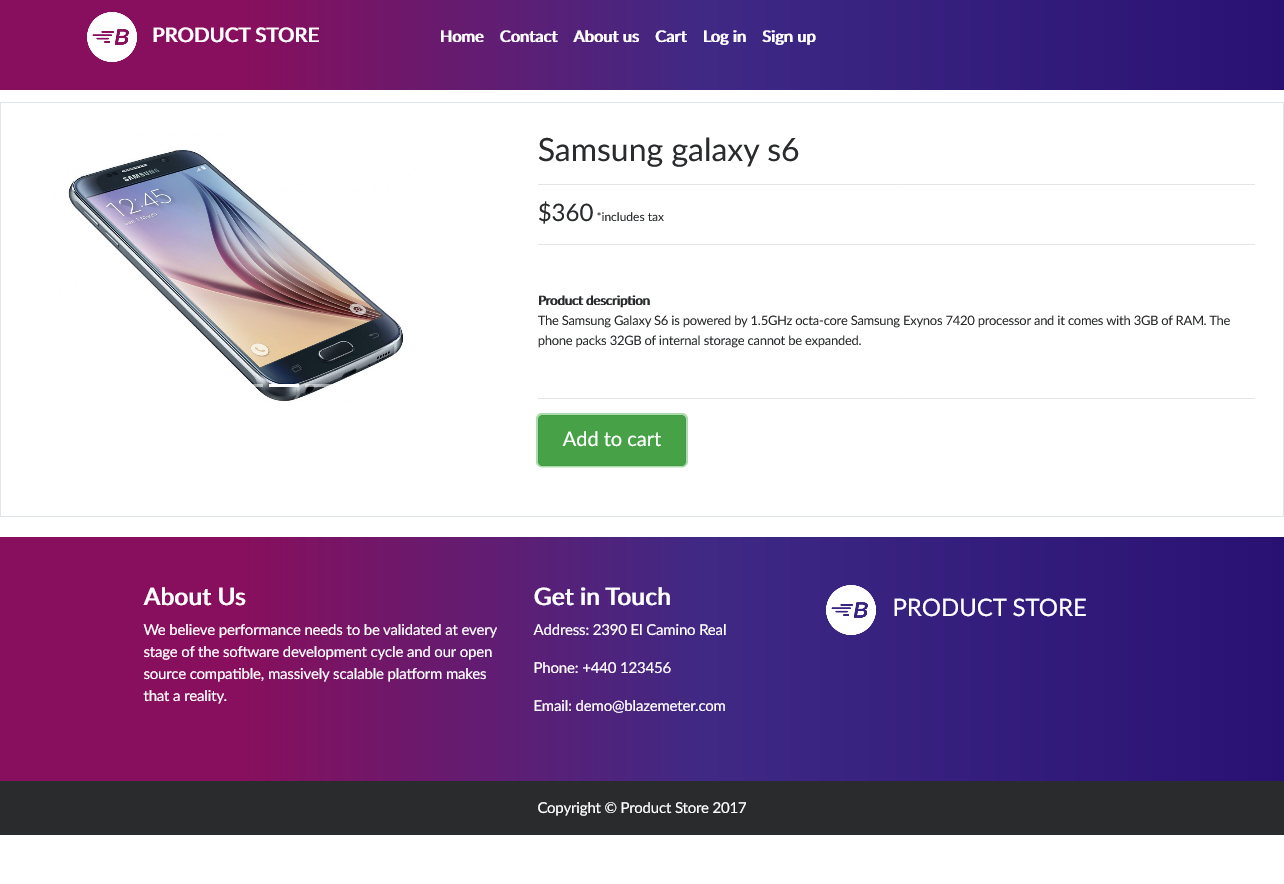 B PRODUCT STORE Home Contact About us Cart Log in Sign up
SAMSUNG
12:45
Samsung galaxy s6
$360 *includes tax
Product description
The Samsung Galaxy S6 is powered by 1.5GHz octa-core Samsung Exynos 7420 processor and it comes with 3GB of RAM. The
phone packs 32GB of internal storage cannot be expanded.
Add to cart
About Us
We believe performance needs to be validated at every
stage of the software development cycle and our open
source compatible, massively scalable platform makes
that a reality.
Get in Touch
Address: 2390 El Camino Real
Phone: +440 123456
Email: demo@blazemeter.com
B PRODUCT STORE
Copyright © Product Store 2017